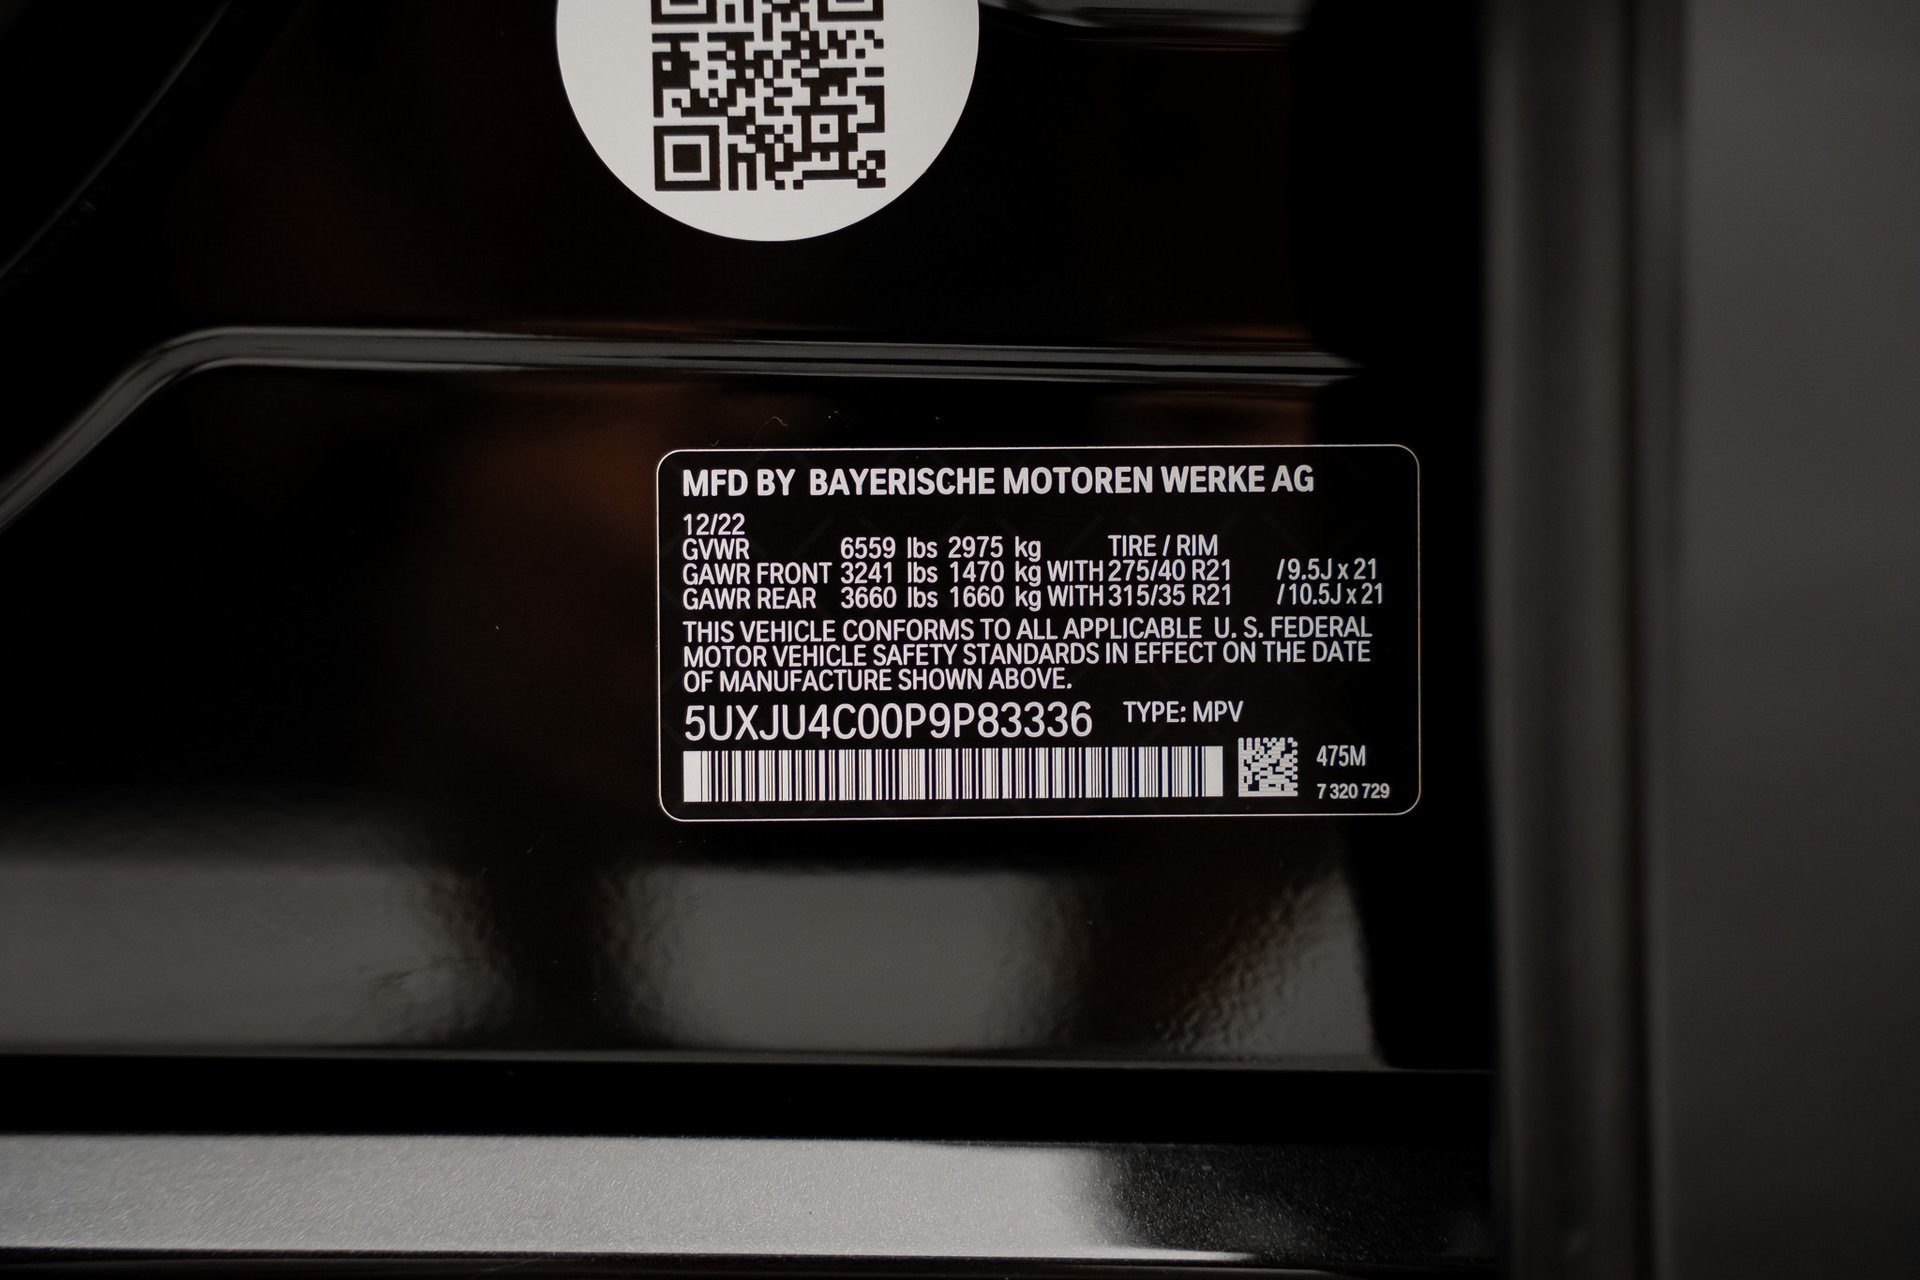 MFD BY BAYERISCHE MOTOREN WERKE AG
12/22
GVWR 6559 lbs 2975 kg TIRE / RIM
GAWR FRONT 3241 lbs 1470 kg WITH 275/40 R21 /9.5J x 21
GAWR REAR 3660 lbs 1660 kg WITH 315/35 R21 /10.5J x 21
THIS VEHICLE CONFORMS TO ALL APPLICABLE U. S. FEDERAL
MOTOR VEHICLE SAFETY STANDARDS IN EFFECT ON THE DATE
OF MANUFACTURE SHOWN ABOVE.
5UXJU4C00P9P83336 TYPE: MPV
475M
7 320 729